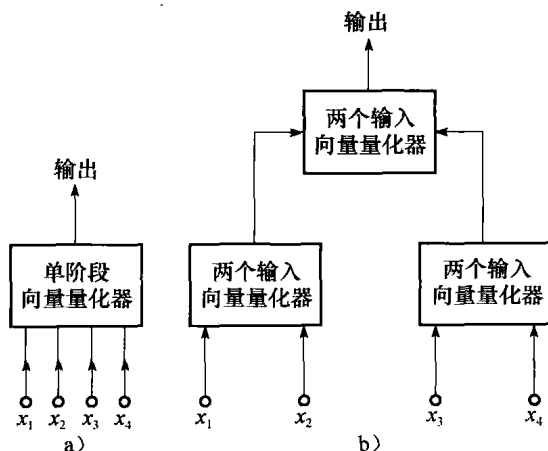 输出
两个输入
向量量化器
输出
单阶段
向量量化器
两个输入
向量量化器
两个输入
向量量化器
x₁ x₂ x₃ x₄
x₁ x₂ x₃ x₄
a）
b）